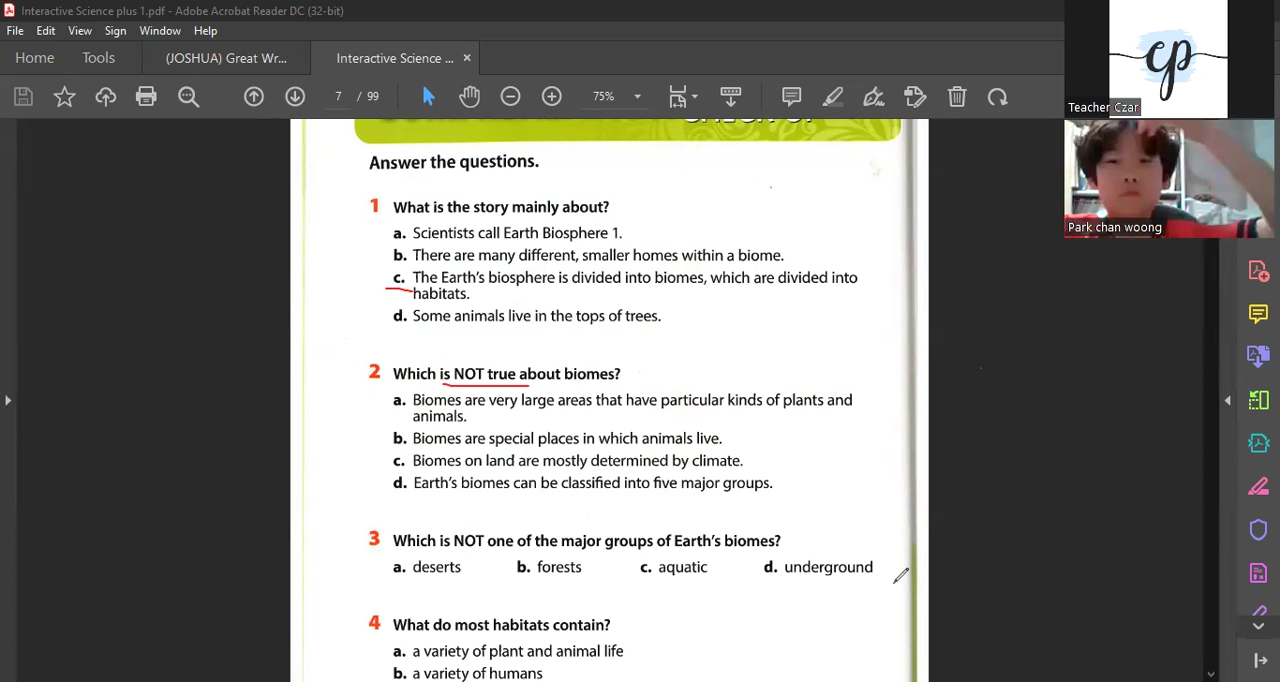 Interactive Science plus 1.pdf - Adobe Acrobat Reader DC (32-bit)
File Edit View Sign Window Help
Home Tools (JOSHUA) Great Wr... Interactive Science ... ×
7 / 99 75%
cp
Teacher Czar
Park chan woong
Answer the questions.
1 What is the story mainly about?
a. Scientists call Earth Biosphere 1.
b. There are many different, smaller homes within a biome.
c. The Earth's biosphere is divided into biomes, which are divided into
habitats.
d. Some animals live in the tops of trees.
2 Which is NOT true about biomes?
a. Biomes are very large areas that have particular kinds of plants and
animals.
b. Biomes are special places in which animals live.
c. Biomes on land are mostly determined by climate.
d. Earth's biomes can be classified into five major groups.
3 Which is NOT one of the major groups of Earth's biomes?
a. deserts b. forests c. aquatic d. underground
4 What do most habitats contain?
a. a variety of plant and animal life
b. a variety of humans